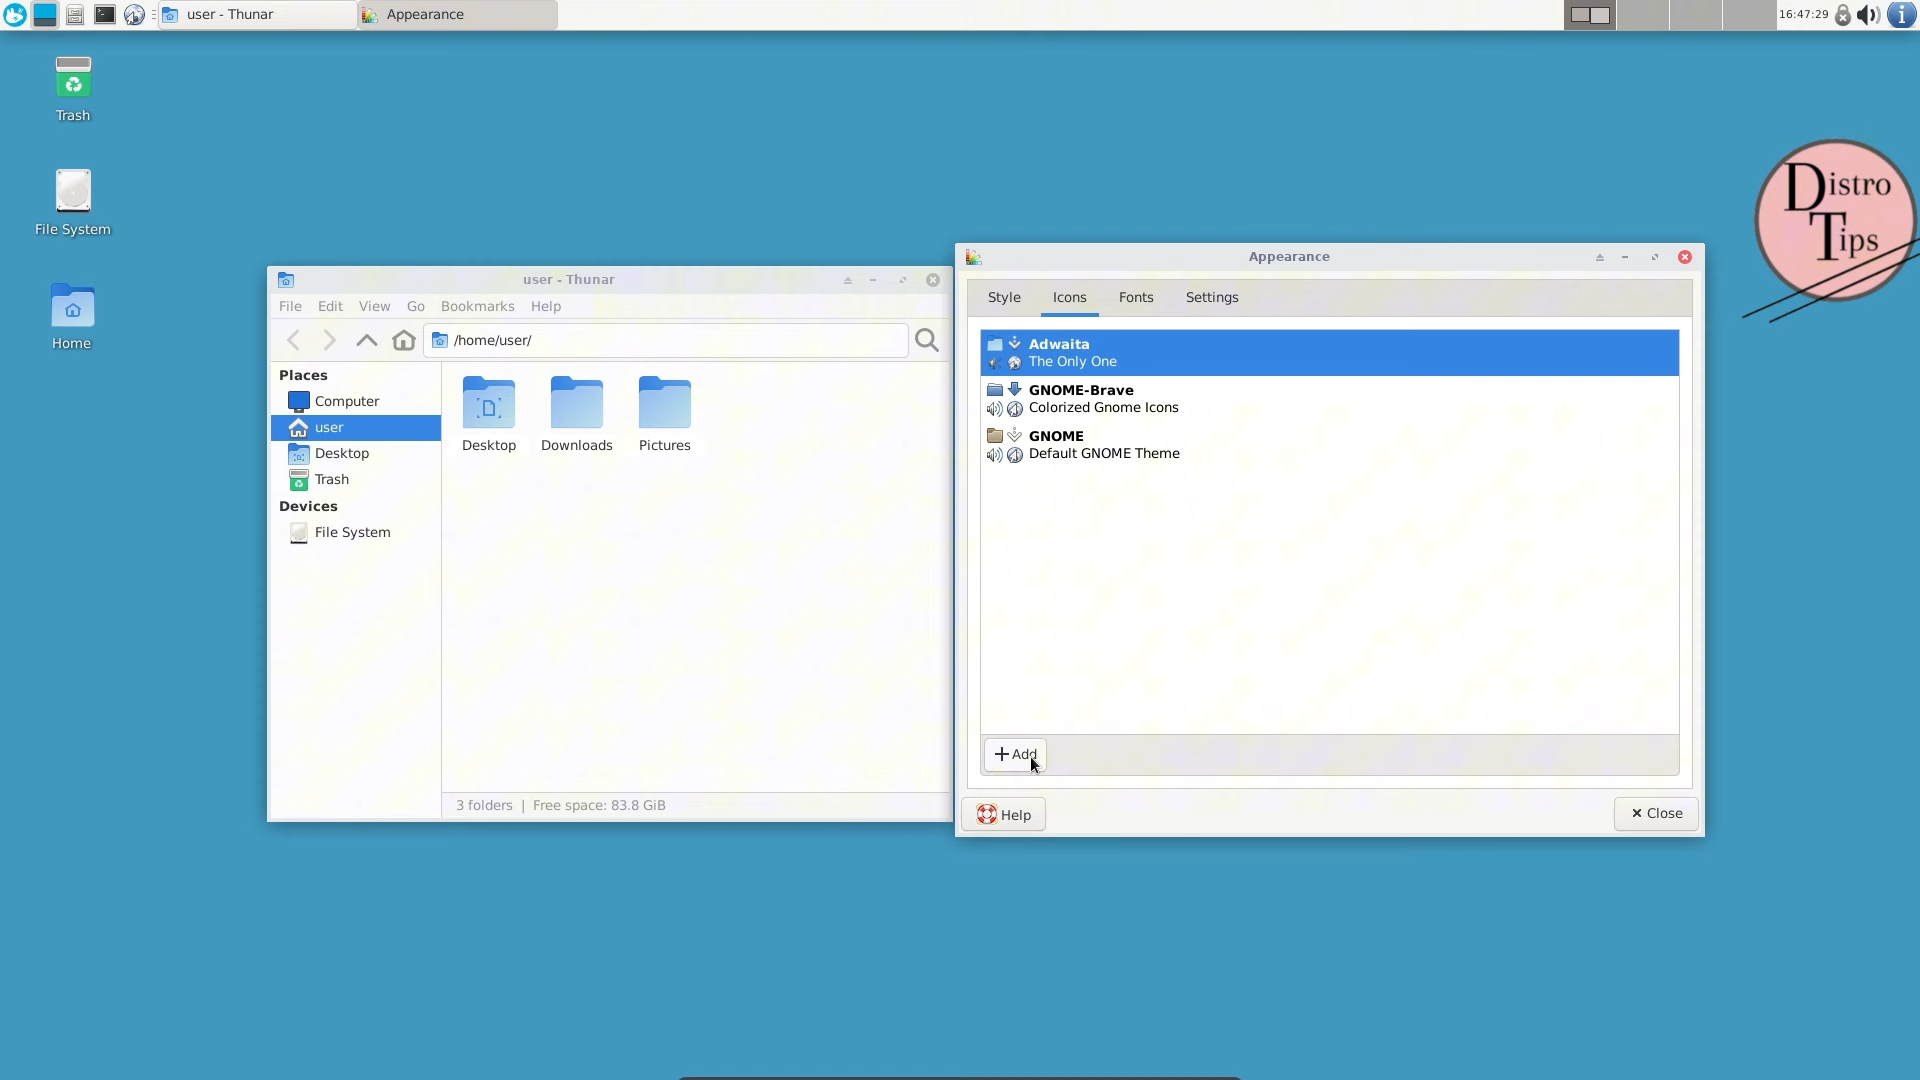 user - Thunar
Appearance
16:47:29
Trash
File System
Home
Distro
Tips
user - Thunar
File Edit View Go Bookmarks Help
/home/user/
Places
Computer
user
Desktop
Trash
Devices
File System
Desktop
Downloads
Pictures
3 folders | Free space: 83.8 GiB
Appearance
Style
Icons
Fonts
Settings
Adwaita
The Only One
GNOME-Brave
Colorized Gnome Icons
GNOME
Default GNOME Theme
Add
Help
Close